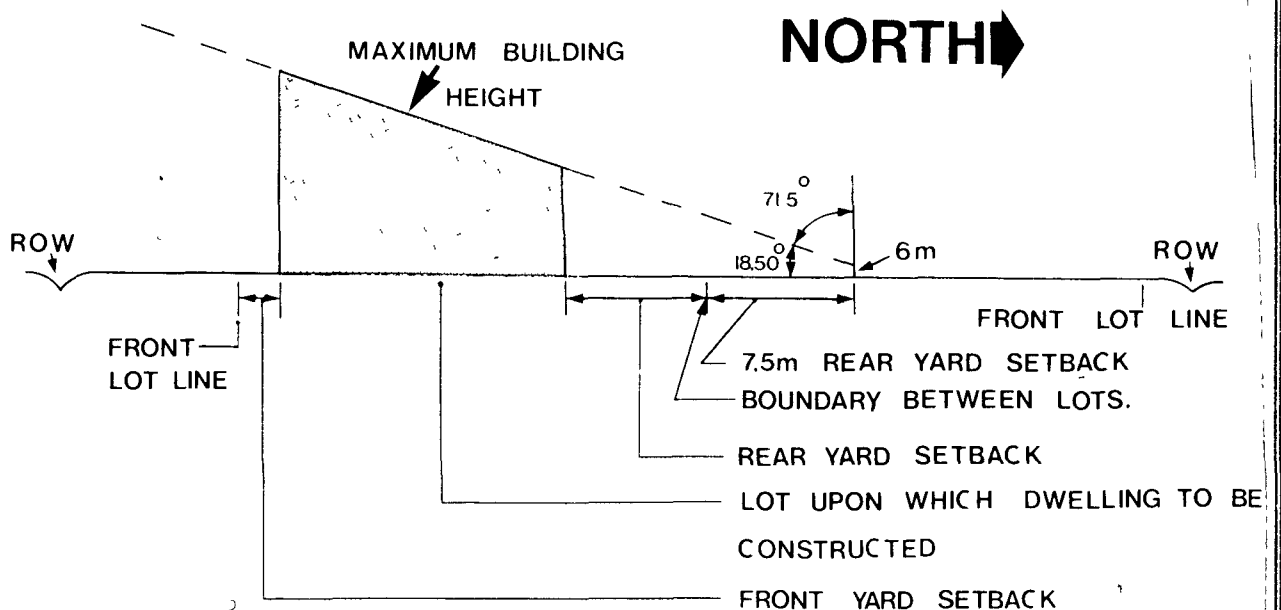 NORTH
MAXIMUM BUILDING
HEIGHT
71.5°
18.50°
6m
ROW
ROW
FRONT
LOT LINE
FRONT LOT LINE
7.5m REAR YARD SETBACK
BOUNDARY BETWEEN LOTS.
REAR YARD SETBACK
LOT UPON WHICH DWELLING TO BE
CONSTRUCTED
FRONT YARD SETBACK